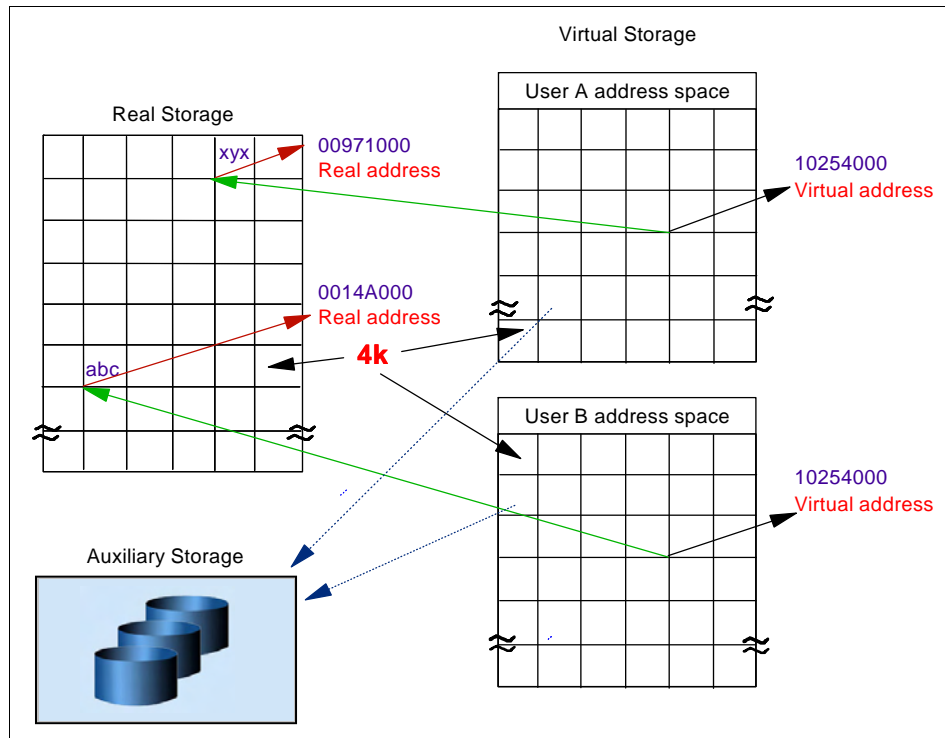 Virtual Storage
User A address space
Real Storage
xyx
00971000
Real address
10254000
Virtual address
0014A000
Real address
4k
abc
User B address space
10254000
Virtual address
Auxiliary Storage